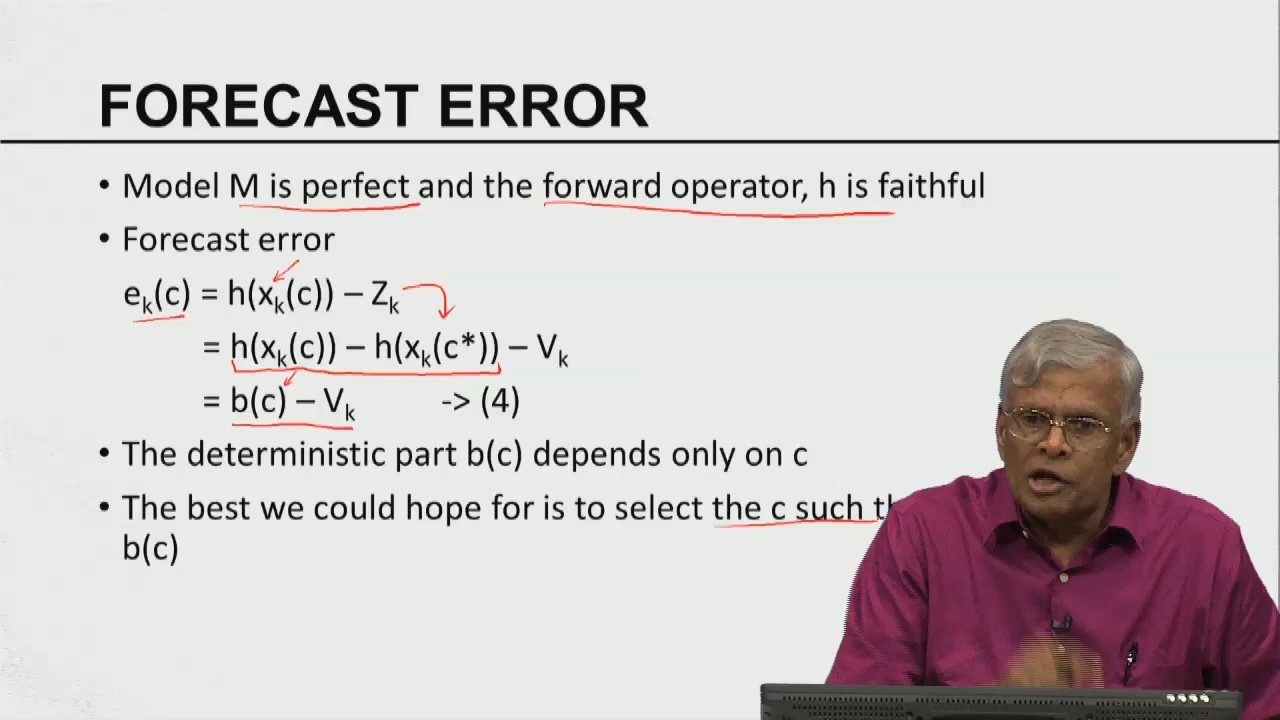 FORECAST ERROR
• Model M is perfect and the forward operator, h is faithful
• Forecast error
eₖ(c) = h(xₖ(c)) – Zₖ
= h(xₖ(c)) – h(xₖ(c*)) – Vₖ
= b(c) – Vₖ -> (4)
• The deterministic part b(c) depends only on c
• The best we could hope for is to select the c such
b(c)